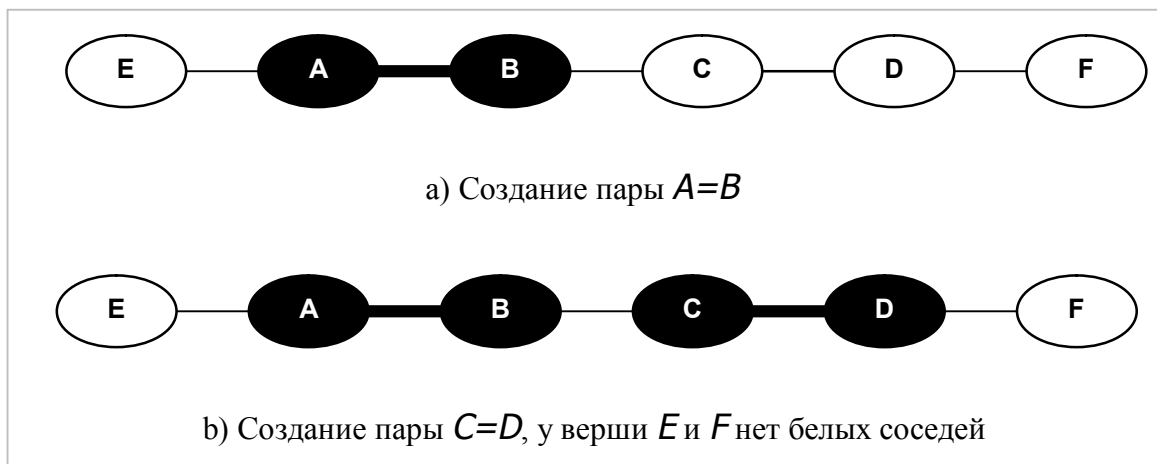 E A B C D F
a) Создание пары A=B
E A B C D F
b) Создание пары C=D, у верши E и F нет белых соседей